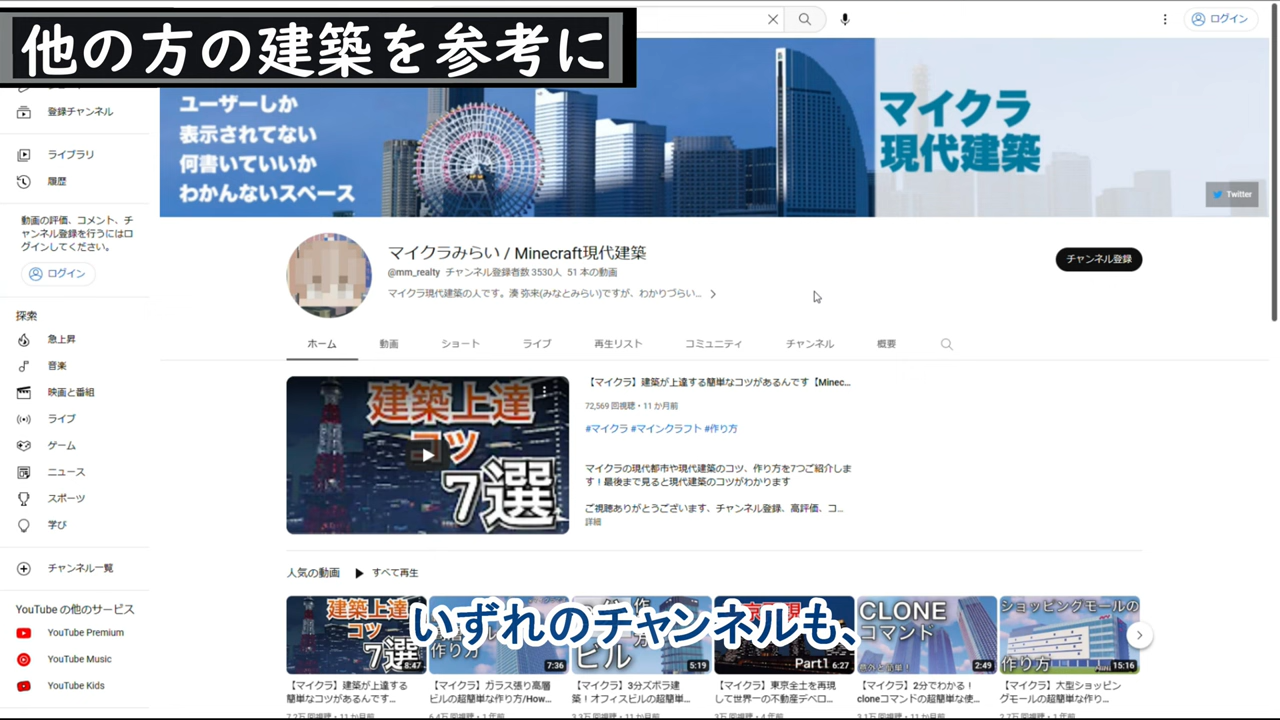 他の方の建築を参考に
ログイン
登録チャンネル
ライブラリ
履歴
動画の評価、コメント、チ
ャンネル登録を行うにはロ
グインしてください。
ログイン
探索
急上昇
音楽
映画と番組
ライブ
ゲーム
ニュース
スポーツ
学び
チャンネル一覧
YouTube の他のサービス
YouTube Premium
YouTube Music
YouTube Kids
ユーザーしか
表示されてない
何書いていいか
わかんないスペース
マイクラ
現代建築
Twitter
マイクラみらい / Minecraft現代建築
@mm_realty チャンネル登録者数 3530人 51 本の動画
マイクラ現代建築の人です。湊 弥来(みなとみらい)ですが、わかりづらい...
チャンネル登録
ホーム 動画 ショート ライブ 再生リスト コミュニティ チャンネル 概要
建築上達
コツ
7選
【マイクラ】建築が上達する簡単なコツがあるんです【Minec...
72,569 回視聴・11 か月前
#マイクラ #マインクラフト #作り方
マイクラの現代都市や現代建築のコツ、作り方を7つご紹介しま
す！最後まで見ると現代建築のコツがわかります
ご視聴ありがとうございます、チャンネル登録、高評価、コ...
詳細
人気の動画 すべて再生
建築上達
7選
8:47
作り方
7:36
ビル
5:19
Part1 6:27
CLONE
コマンド
意外と簡単！
2:49
ショッピングモールの
作り方
15:16
いずれのチャンネルも、
【マイクラ】建築が上達する
簡単なコツがあるんです...
【マイクラ】ガラス張り高層
ビルの超簡単な作り方/How...
【マイクラ】3分ズボラ建
築！オフィスビルの超簡単...
【マイクラ】東京全土を再現
して世界一の不動産デベロ...
【マイクラ】2分でわかる！
cloneコマンドの超簡単な使...
【マイクラ】大型ショッピン
グモールの超簡単な作り...